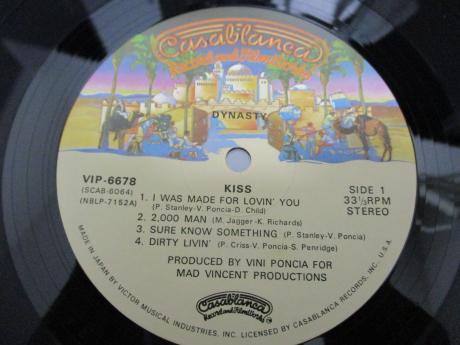 Casablanca
Record and FilmWorks
DYNASTY
VIP-6678
(SCAB-6064)
(NBLP-7152A)
KISS
SIDE 1
33⅓RPM
STEREO
1. I WAS MADE FOR LOVIN' YOU
(P. Stanley-V. Poncia-D. Child)
2. 2,000 MAN (M. Jagger-K. Richards)
3. SURE KNOW SOMETHING (P. Stanley-V. Poncia)
4. DIRTY LIVIN' (P. Criss-V. Poncia-S. Penridge)
PRODUCED BY VINI PONCIA FOR
MAD VINCENT PRODUCTIONS
Casablanca
Record and FilmWorks
MADE IN JAPAN BY VICTOR MUSICAL INDUSTRIES, INC. LICENSED BY CASABLANCA RECORDS, INC., U.S.A.